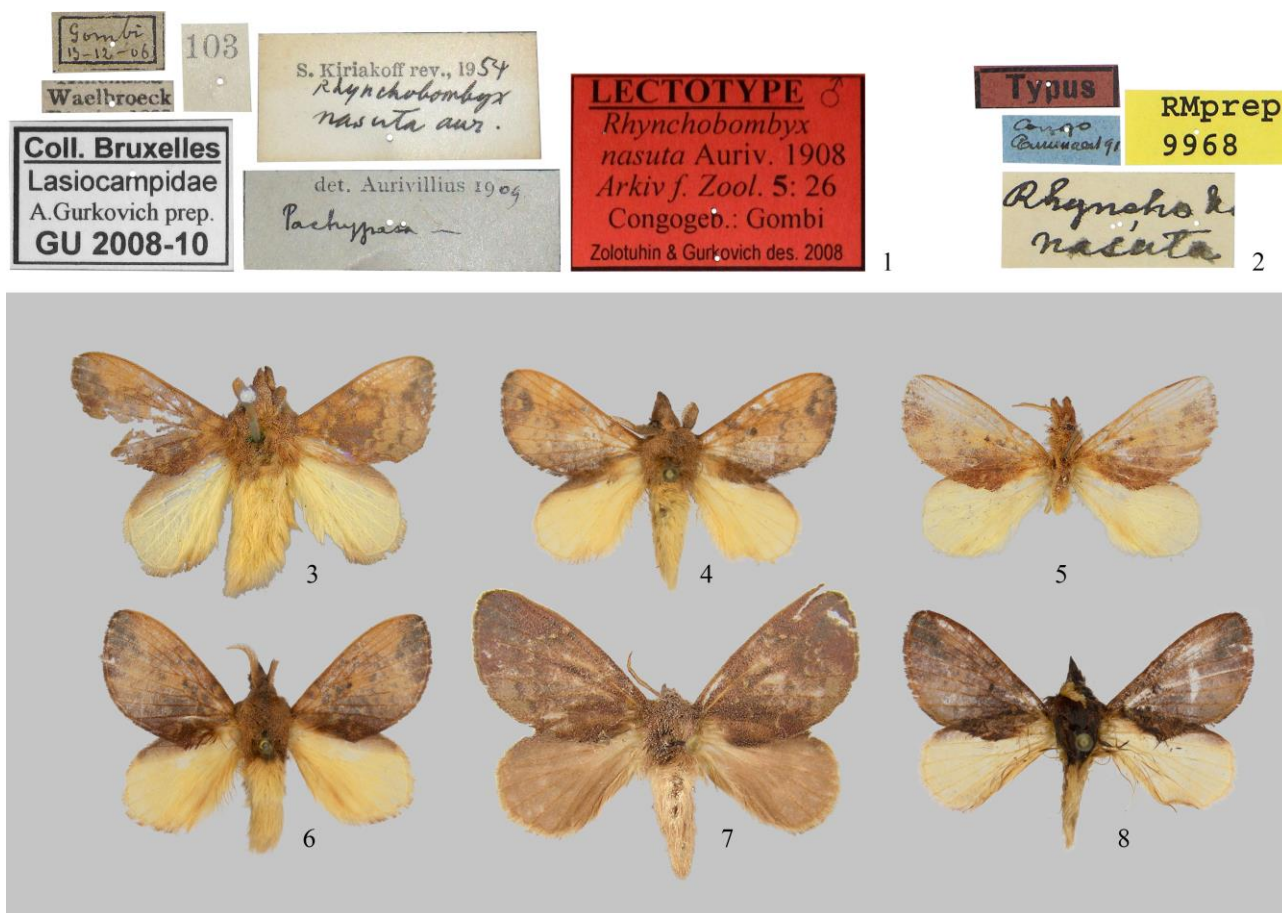 Gombi
13-12-06
103
Waelbroeck
S. Kiriakoff rev., 1954
Rhynchobombyx
nasuta aur.
Coll. Bruxelles
Lasiocampidae
A.Gurkovich prep.
GU 2008-10
det. Aurivillius 1909
Pachypasa —
LECTOTYPE ♂
Rhynchobombyx
nasuta Auriv. 1908
Arkiv f. Zool. 5: 26
Congogeb.: Gombi
Zolotuhin & Gurkovich des. 2008
1
Typus
Congo
RMprep
9968
Rhyncho
nasuta
2
3
4
5
6
7
8